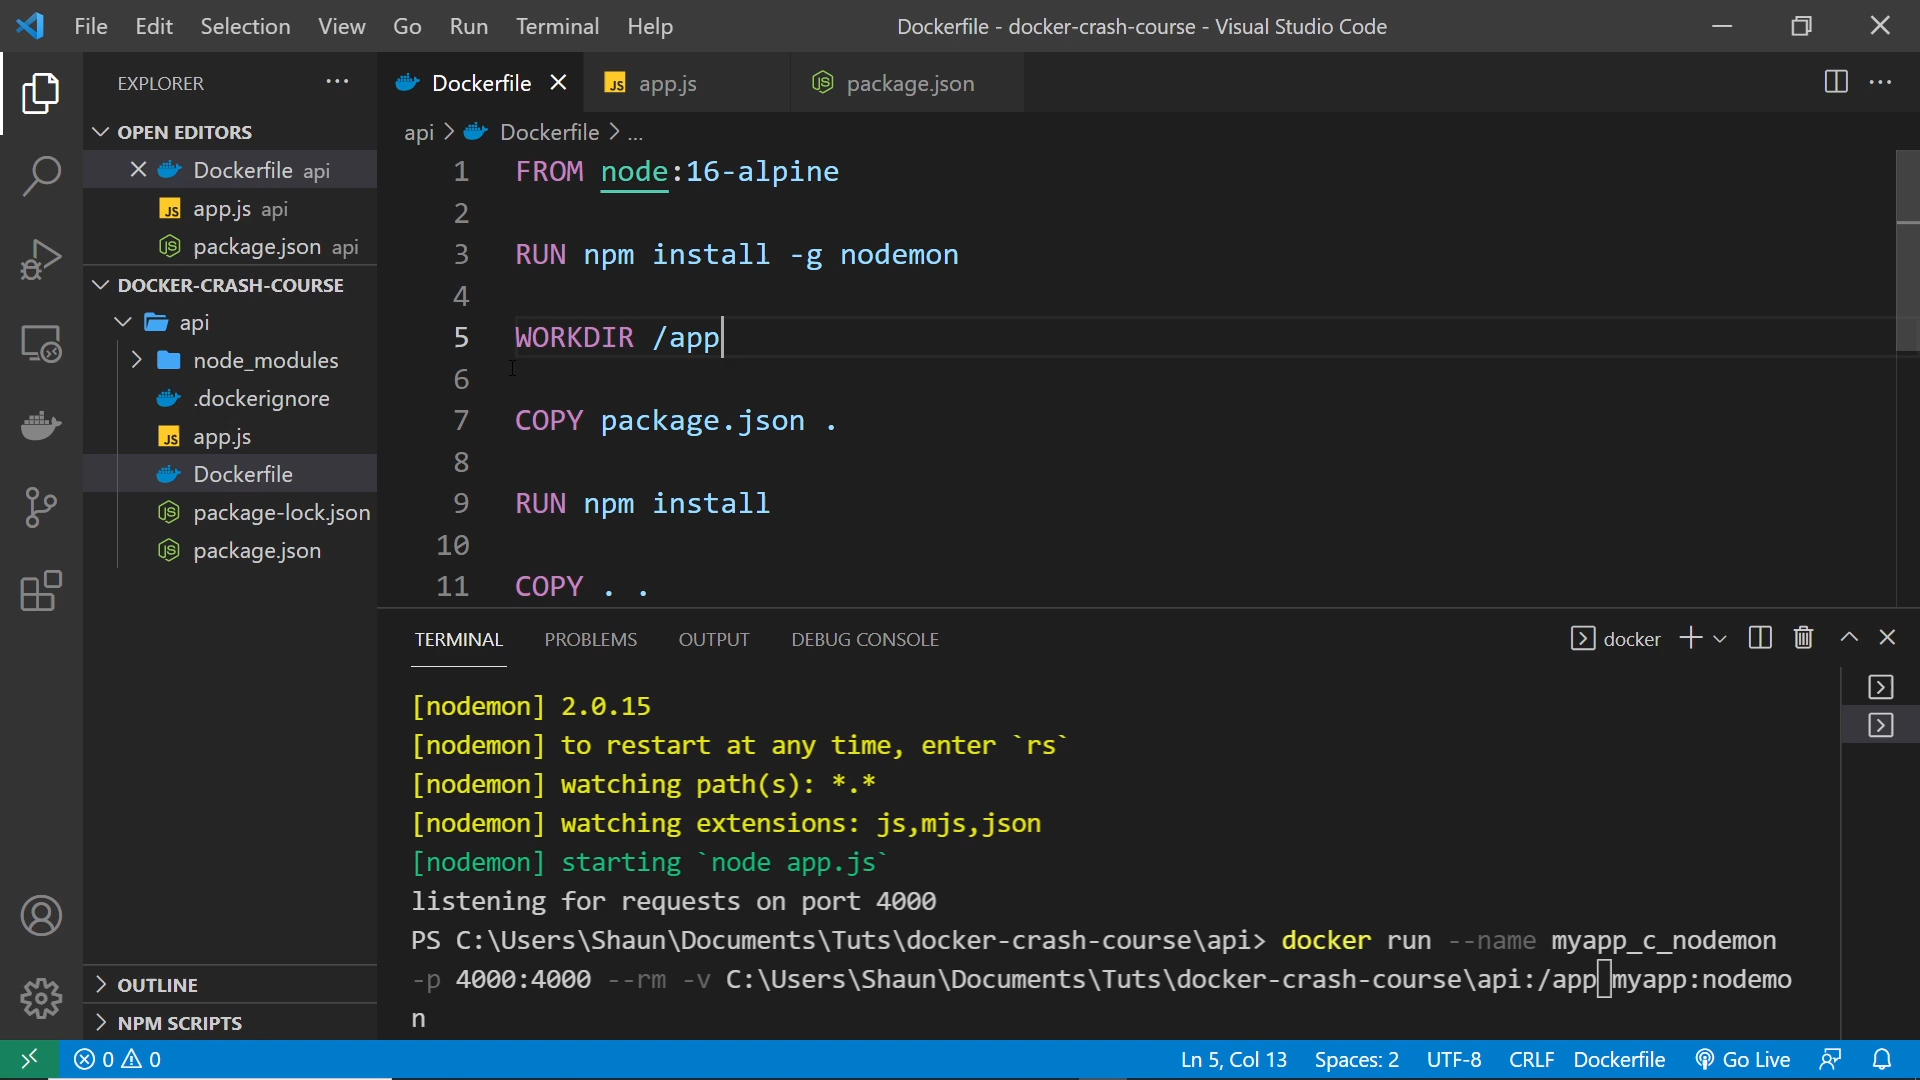 File Edit Selection View Go Run Terminal Help Dockerfile - docker-crash-course - Visual Studio Code
EXPLORER ···
OPEN EDITORS
Dockerfile api
app.js api
package.json api
DOCKER-CRASH-COURSE
api
node_modules
.dockerignore
app.js
Dockerfile
package-lock.json
package.json
OUTLINE
NPM SCRIPTS
Dockerfile
JS app.js
package.json
api > Dockerfile > ...
1 FROM node:16-alpine
2
3 RUN npm install -g nodemon
4
5 WORKDIR /app
6
7 COPY package.json .
8
9 RUN npm install
10
11 COPY . .
TERMINAL PROBLEMS OUTPUT DEBUG CONSOLE docker
[nodemon] 2.0.15
[nodemon] to restart at any time, enter `rs`
[nodemon] watching path(s): *.*
[nodemon] watching extensions: js,mjs,json
[nodemon] starting `node app.js`
listening for requests on port 4000
PS C:\Users\Shaun\Documents\Tuts\docker-crash-course\api> docker run --name myapp_c_nodemon
-p 4000:4000 --rm -v C:\Users\Shaun\Documents\Tuts\docker-crash-course\api:/app myapp:nodemo
n
0 0 Ln 5, Col 13 Spaces: 2 UTF-8 CRLF Dockerfile Go Live